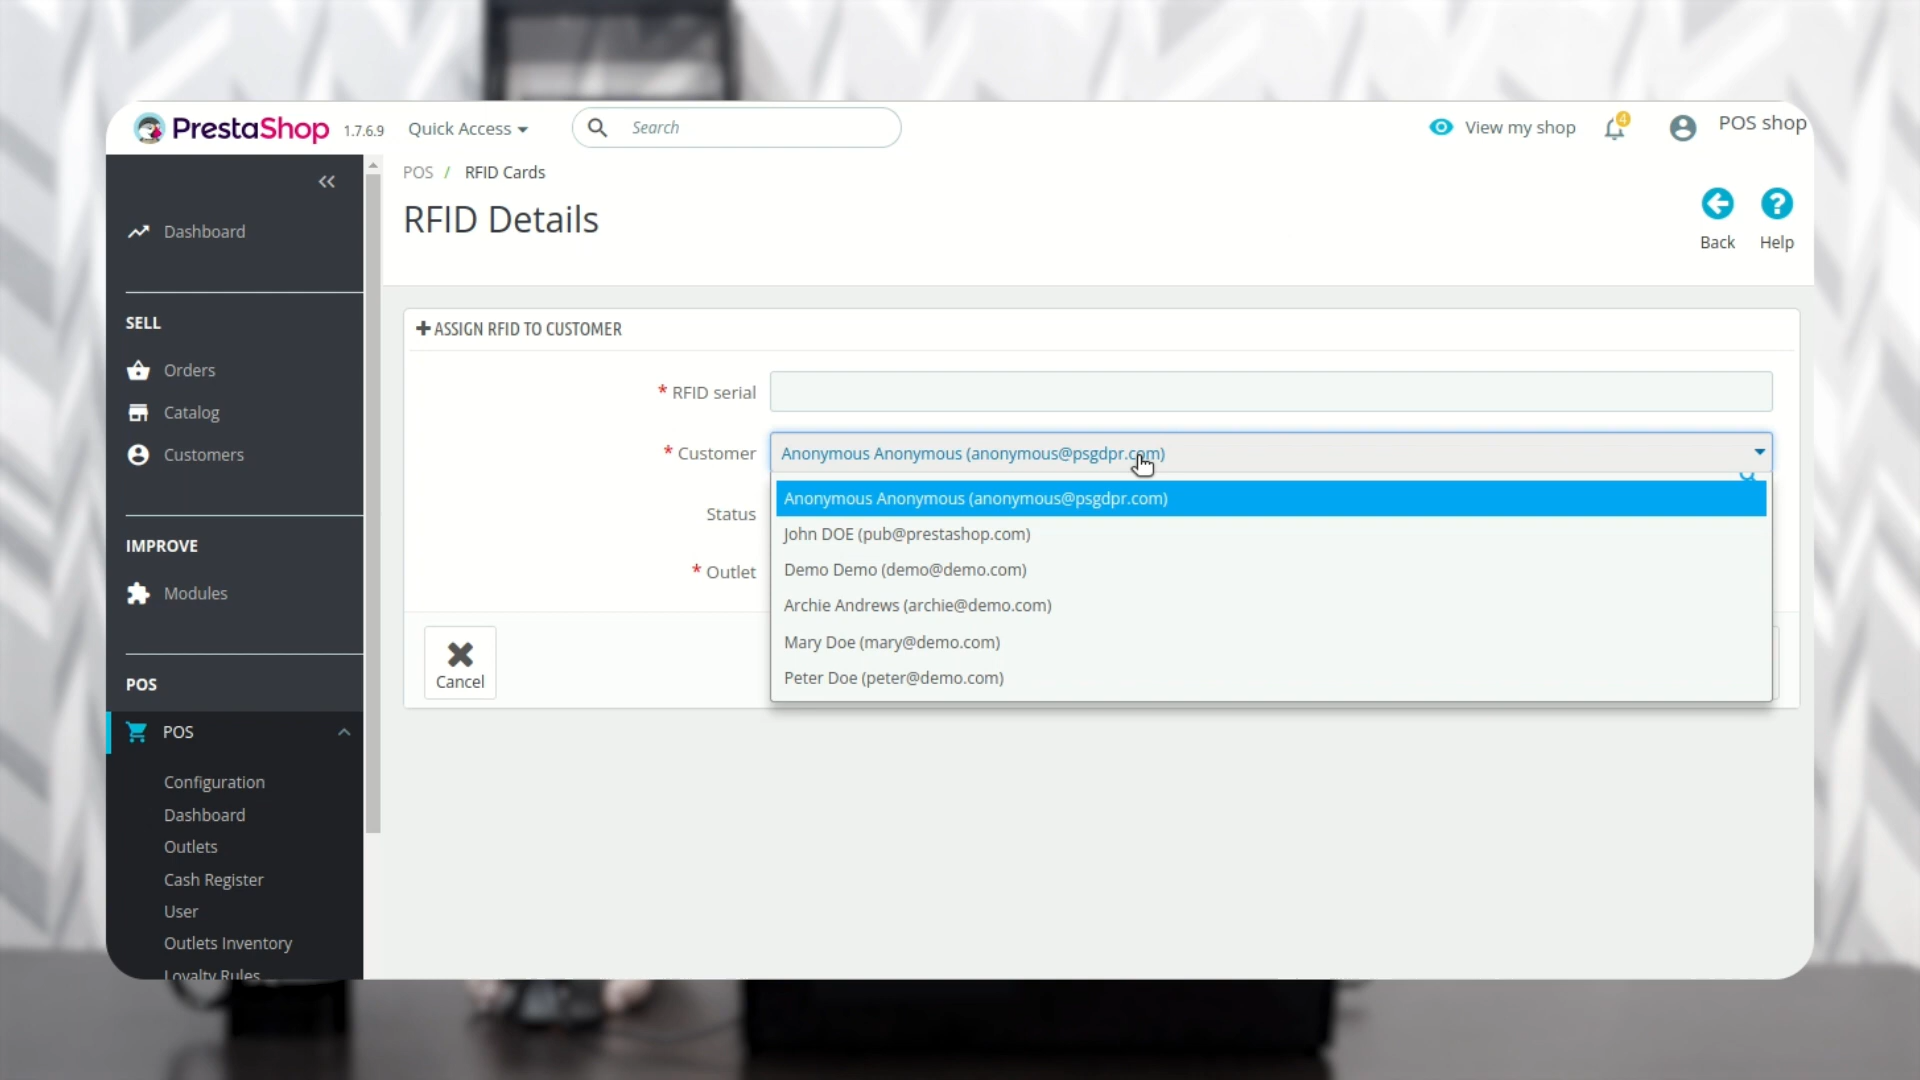 PrestaShop 1.7.6.9 Quick Access Search View my shop 4 POS shop
POS / RFID Cards
RFID Details
Back Help
Dashboard
SELL
Orders
Catalog
Customers
IMPROVE
Modules
POS
POS
Configuration
Dashboard
Outlets
Cash Register
User
Outlets Inventory
Loyalty Rules
ASSIGN RFID TO CUSTOMER
* RFID serial
* Customer Anonymous Anonymous (anonymous@psgdpr.com)
Anonymous Anonymous (anonymous@psgdpr.com)
Status
John DOE (pub@prestashop.com)
* Outlet
Demo Demo (demo@demo.com)
Archie Andrews (archie@demo.com)
Mary Doe (mary@demo.com)
Peter Doe (peter@demo.com)
Cancel